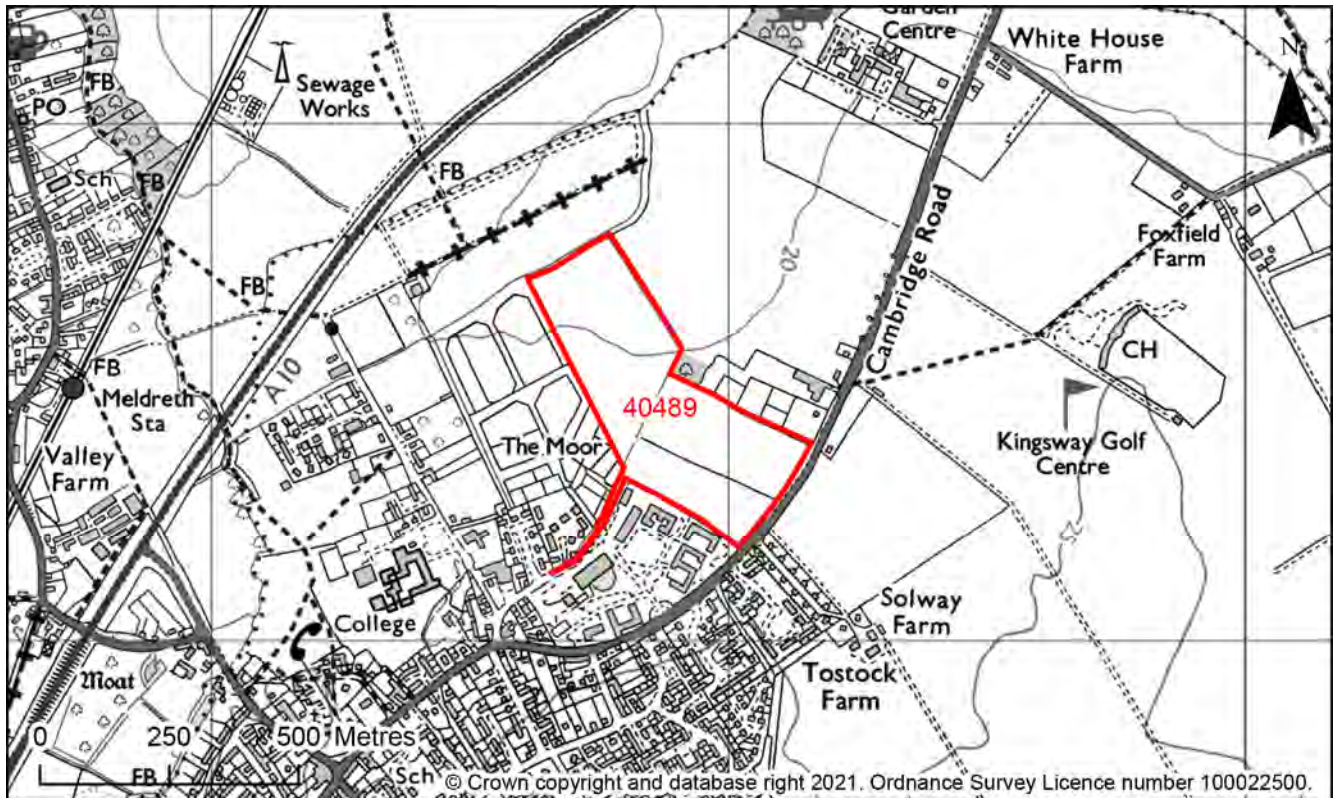 Garden
Centre
White House
Farm
N
Sewage
Works
FB
PO
FB
Sch
FB
FB
Cambridge Road
20
Foxfield
Farm
FB
CH
FB
Meldreth
Sta
A10
40489
The Moor
Kingsway Golf
Centre
Valley
Farm
Solway
Farm
College
Tostock
Farm
Moat
0 250 500 Metres
FB
Sch
© Crown copyright and database right 2021. Ordnance Survey Licence number 100022500.